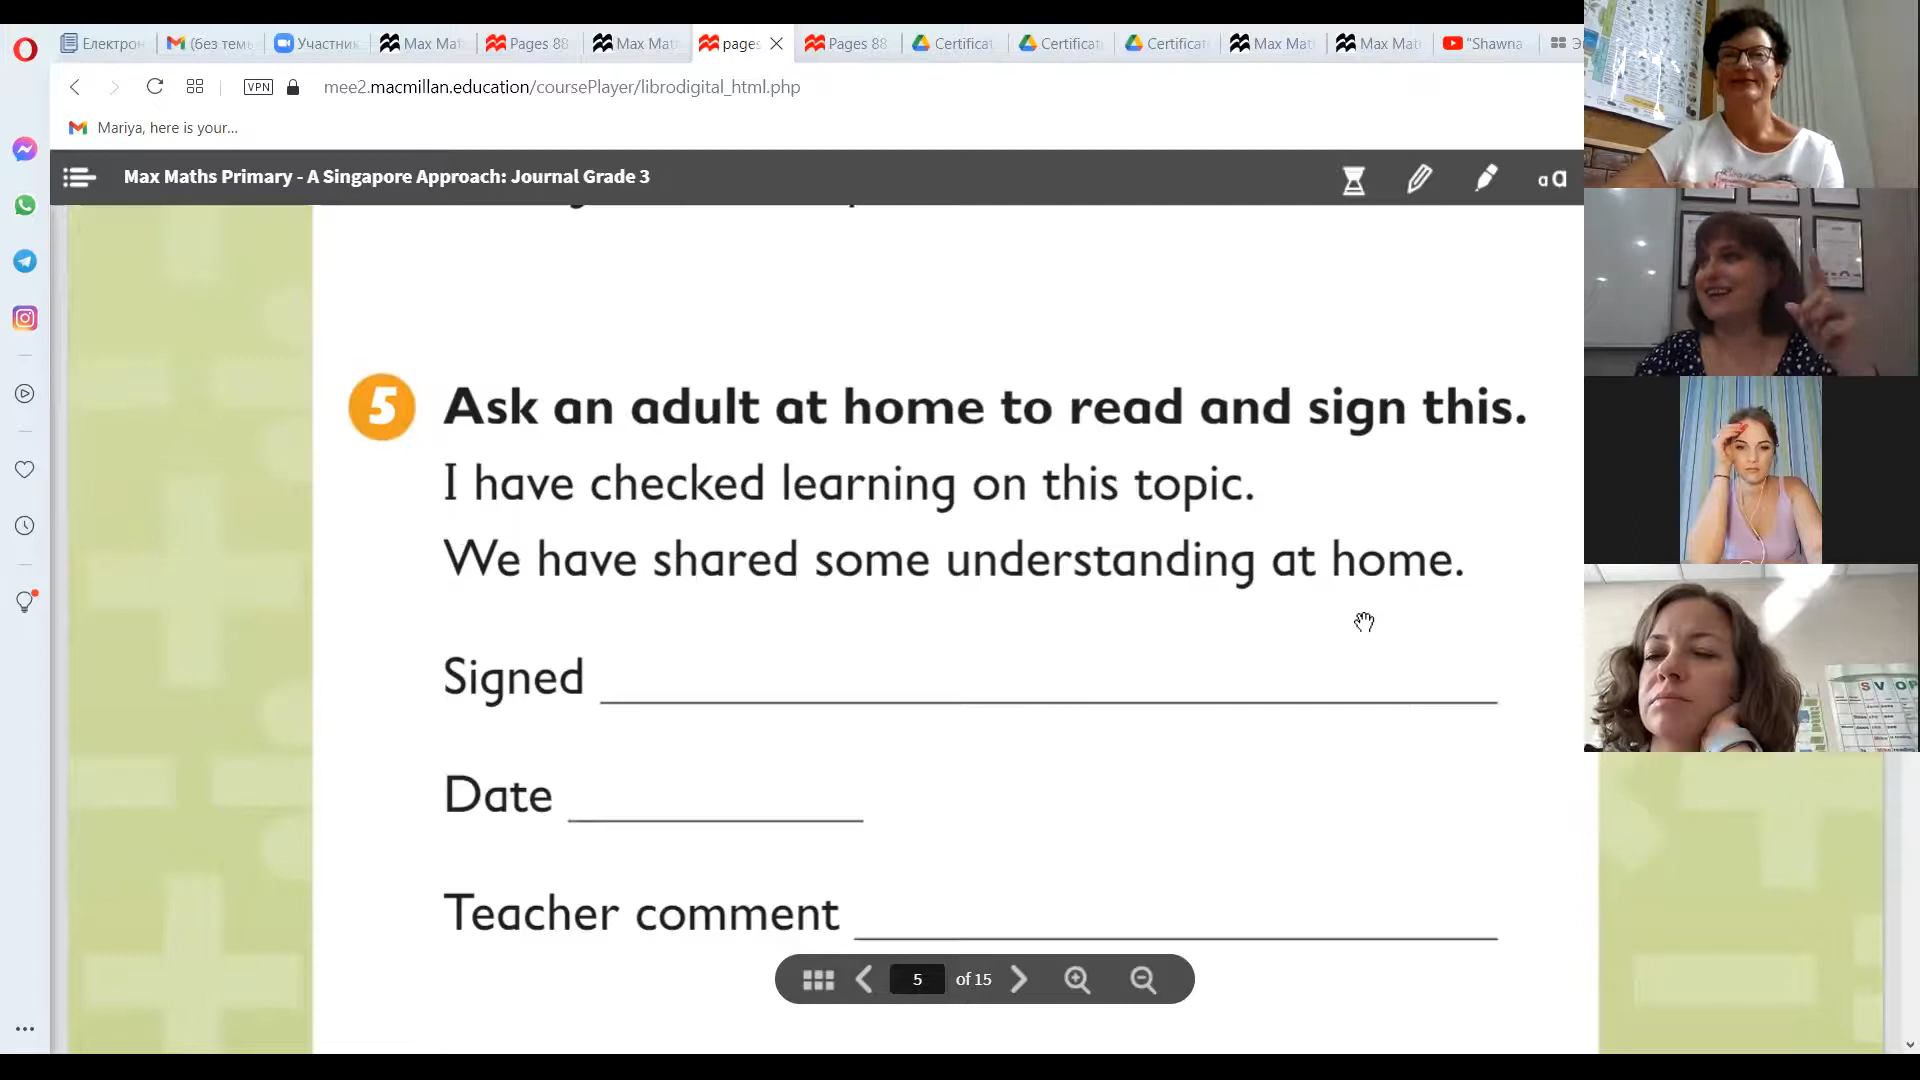 Електрон
(без тем
Участник
Max Mat
Pages 88
Max Mat
pages
Pages 88
Certificat
Certificat
Certificat
Max Mat
Max Mat
"Shawna
Э
VPN
mee2.macmillan.education/coursePlayer/librodigital_html.php
Mariya, here is your...
Max Maths Primary - A Singapore Approach: Journal Grade 3
aa
5 Ask an adult at home to read and sign this.
I have checked learning on this topic.
We have shared some understanding at home.
Signed
Date
Teacher comment
5 of 15
S V O P